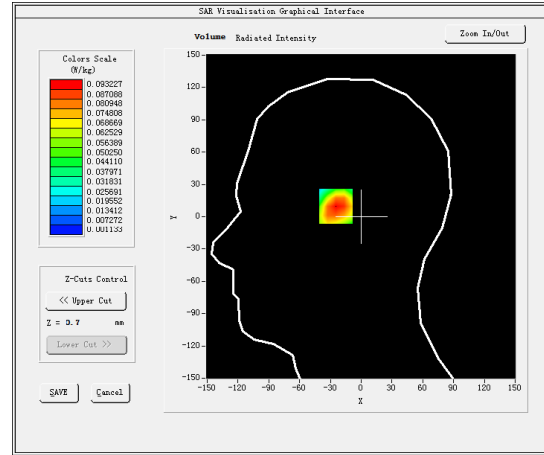 SAR Visualisation Graphical Interface
Volume Radiated Intensity
Zoom In/Out
Colors Scale
(W/kg)
0.093227
0.087088
0.080948
0.074808
0.068669
0.062529
0.056389
0.050250
0.044110
0.037971
0.031831
0.025691
0.019552
0.013412
0.007272
0.001133
150
120
90
60
30
0
-30
-60
-90
-120
-150
Y
-150 -120 -90 -60 -30 0 30 60 90 120 150
X
Z-Cuts Control
<< Upper Cut
Z = 0.7 mm
Lower Cut >>
SAVE Cancel